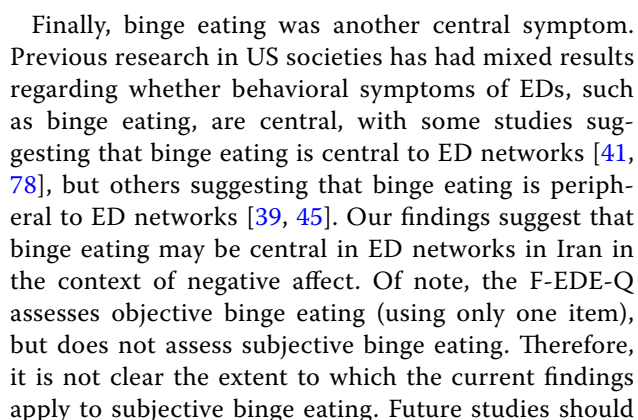 Finally, binge eating was another central symptom.
Previous research in US societies has had mixed results
regarding whether behavioral symptoms of EDs, such
as binge eating, are central, with some studies sug-
gesting that binge eating is central to ED networks [41,
78], but others suggesting that binge eating is periph-
eral to ED networks [39, 45]. Our findings suggest that
binge eating may be central in ED networks in Iran in
the context of negative affect. Of note, the F-EDE-Q
assesses objective binge eating (using only one item),
but does not assess subjective binge eating. Therefore,
it is not clear the extent to which the current findings
apply to subjective binge eating. Future studies should